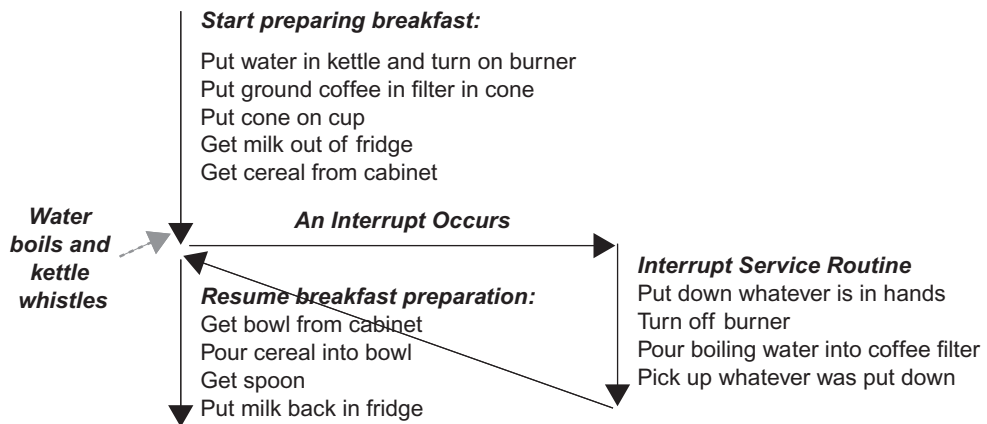 Start preparing breakfast:
Put water in kettle and turn on burner
Put ground coffee in filter in cone
Put cone on cup
Get milk out of fridge
Get cereal from cabinet
Water
boils and
kettle
whistles
An Interrupt Occurs
Interrupt Service Routine
Put down whatever is in hands
Turn off burner
Pour boiling water into coffee filter
Pick up whatever was put down
Resume breakfast preparation:
Get bowl from cabinet
Pour cereal into bowl
Get spoon
Put milk back in fridge